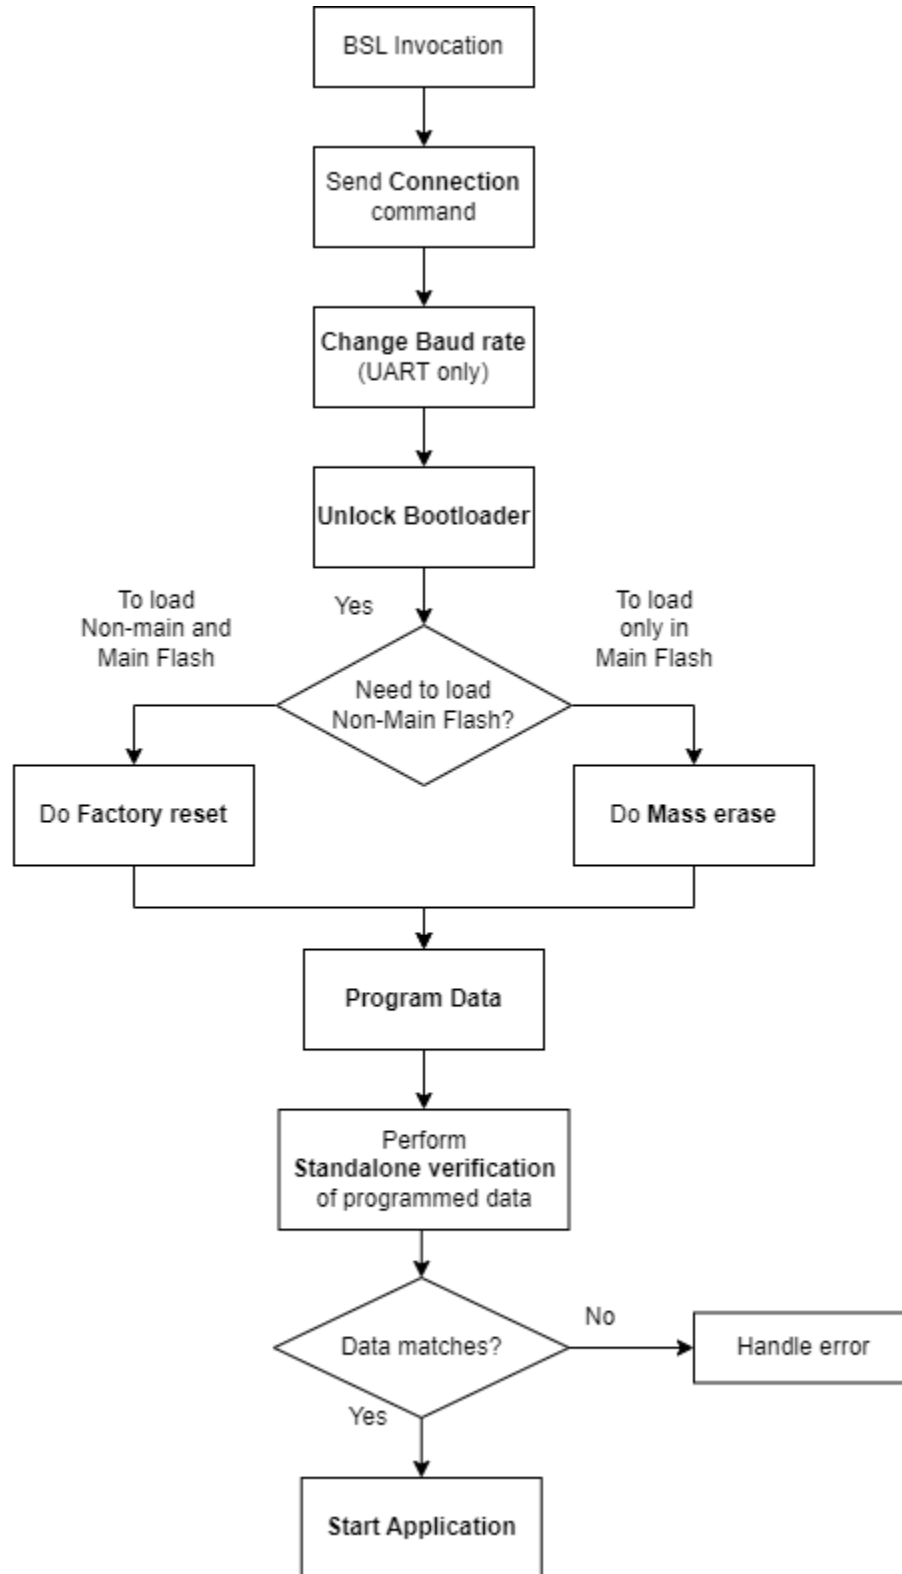 BSL Invocation
Send Connection
command
Change Baud rate
(UART only)
Unlock Bootloader
Yes
To load
Non-main and
Main Flash
To load
only in
Main Flash
Need to load
Non-Main Flash?
Do Factory reset
Do Mass erase
Program Data
Perform
Standalone verification
of programmed data
Data matches?
No
Handle error
Yes
Start Application